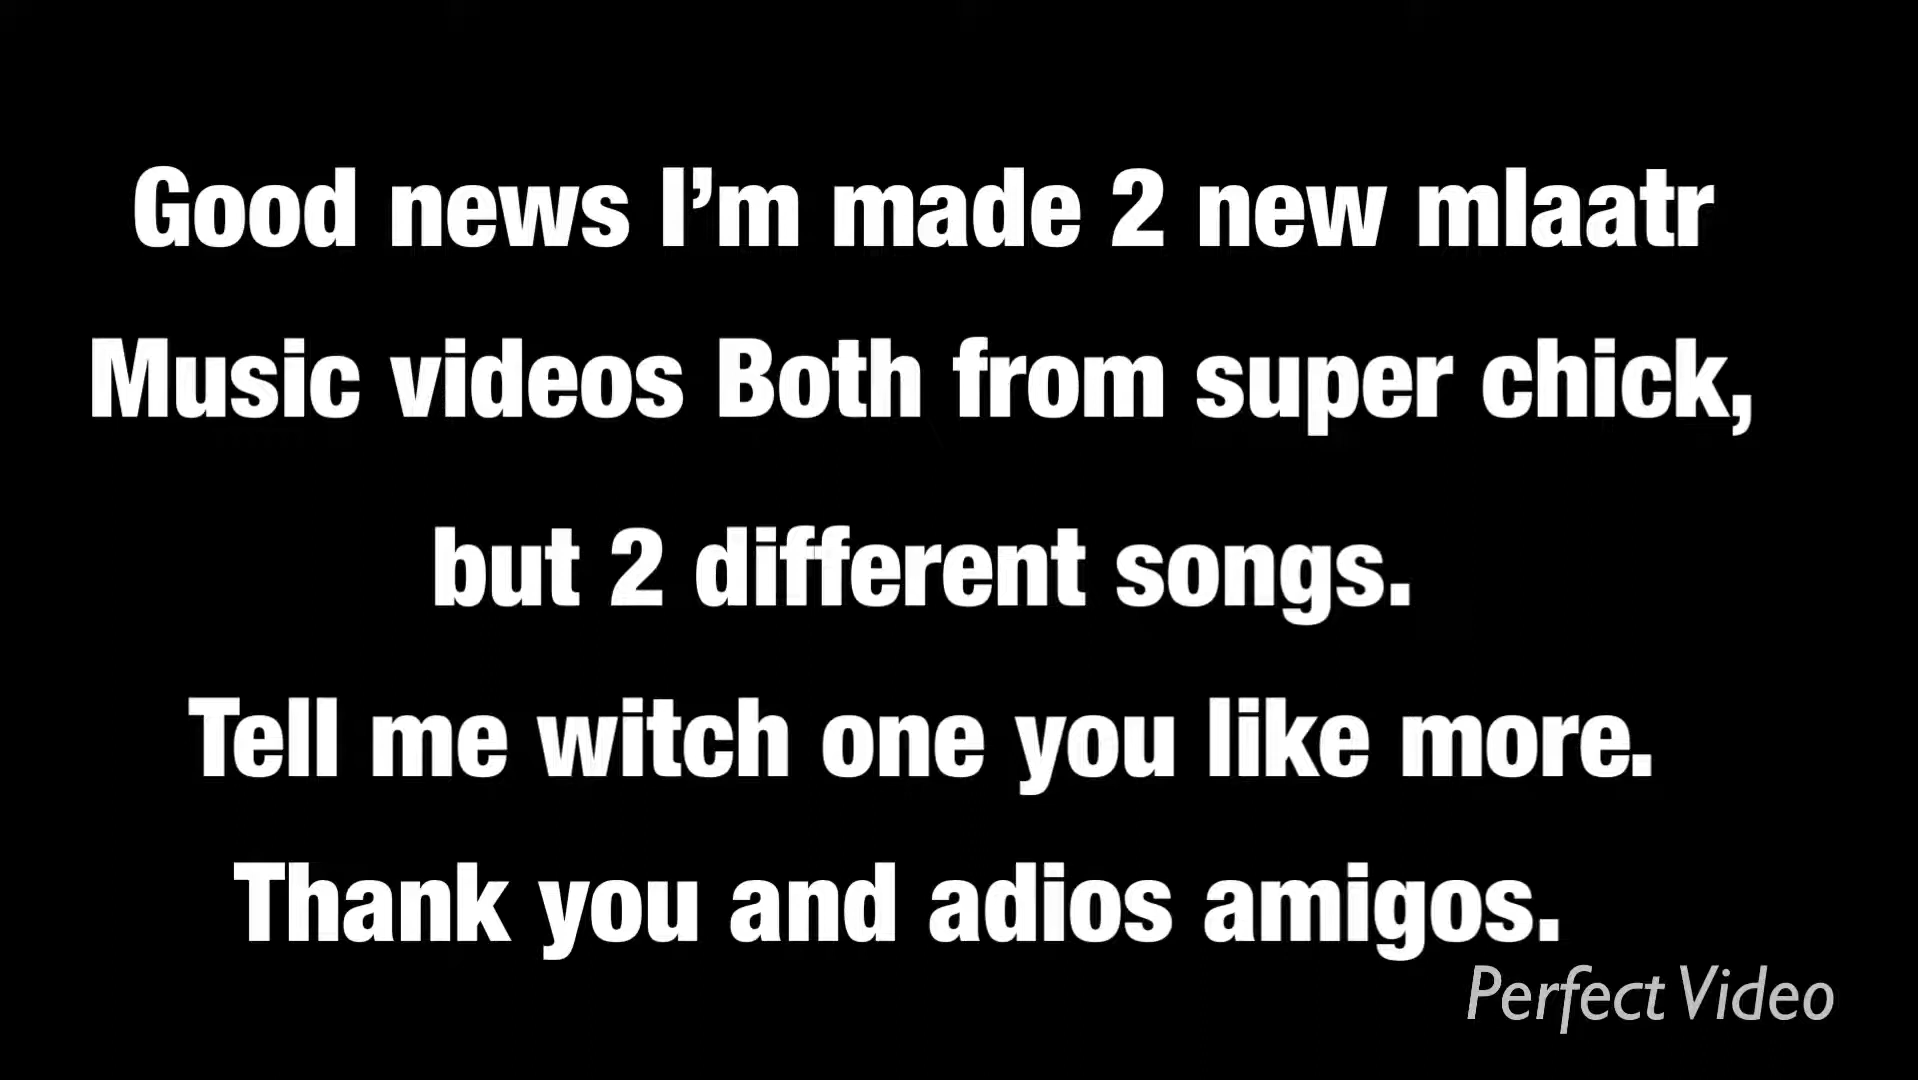 Good news I’m made 2 new mlaatr
Music videos Both from super chick,
but 2 different songs.
Tell me witch one you like more.
Thank you and adios amigos.
Perfect Video